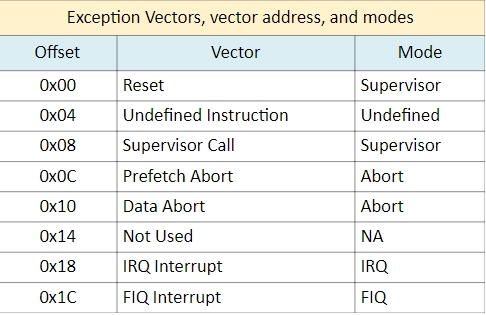 Exception Vectors, vector address, and modes
Offset Vector Mode
0x00 Reset Supervisor
0x04 Undefined Instruction Undefined
0x08 Supervisor Call Supervisor
0x0C Prefetch Abort Abort
0x10 Data Abort Abort
0x14 Not Used NA
0x18 IRQ Interrupt IRQ
0x1C FIQ Interrupt FIQ